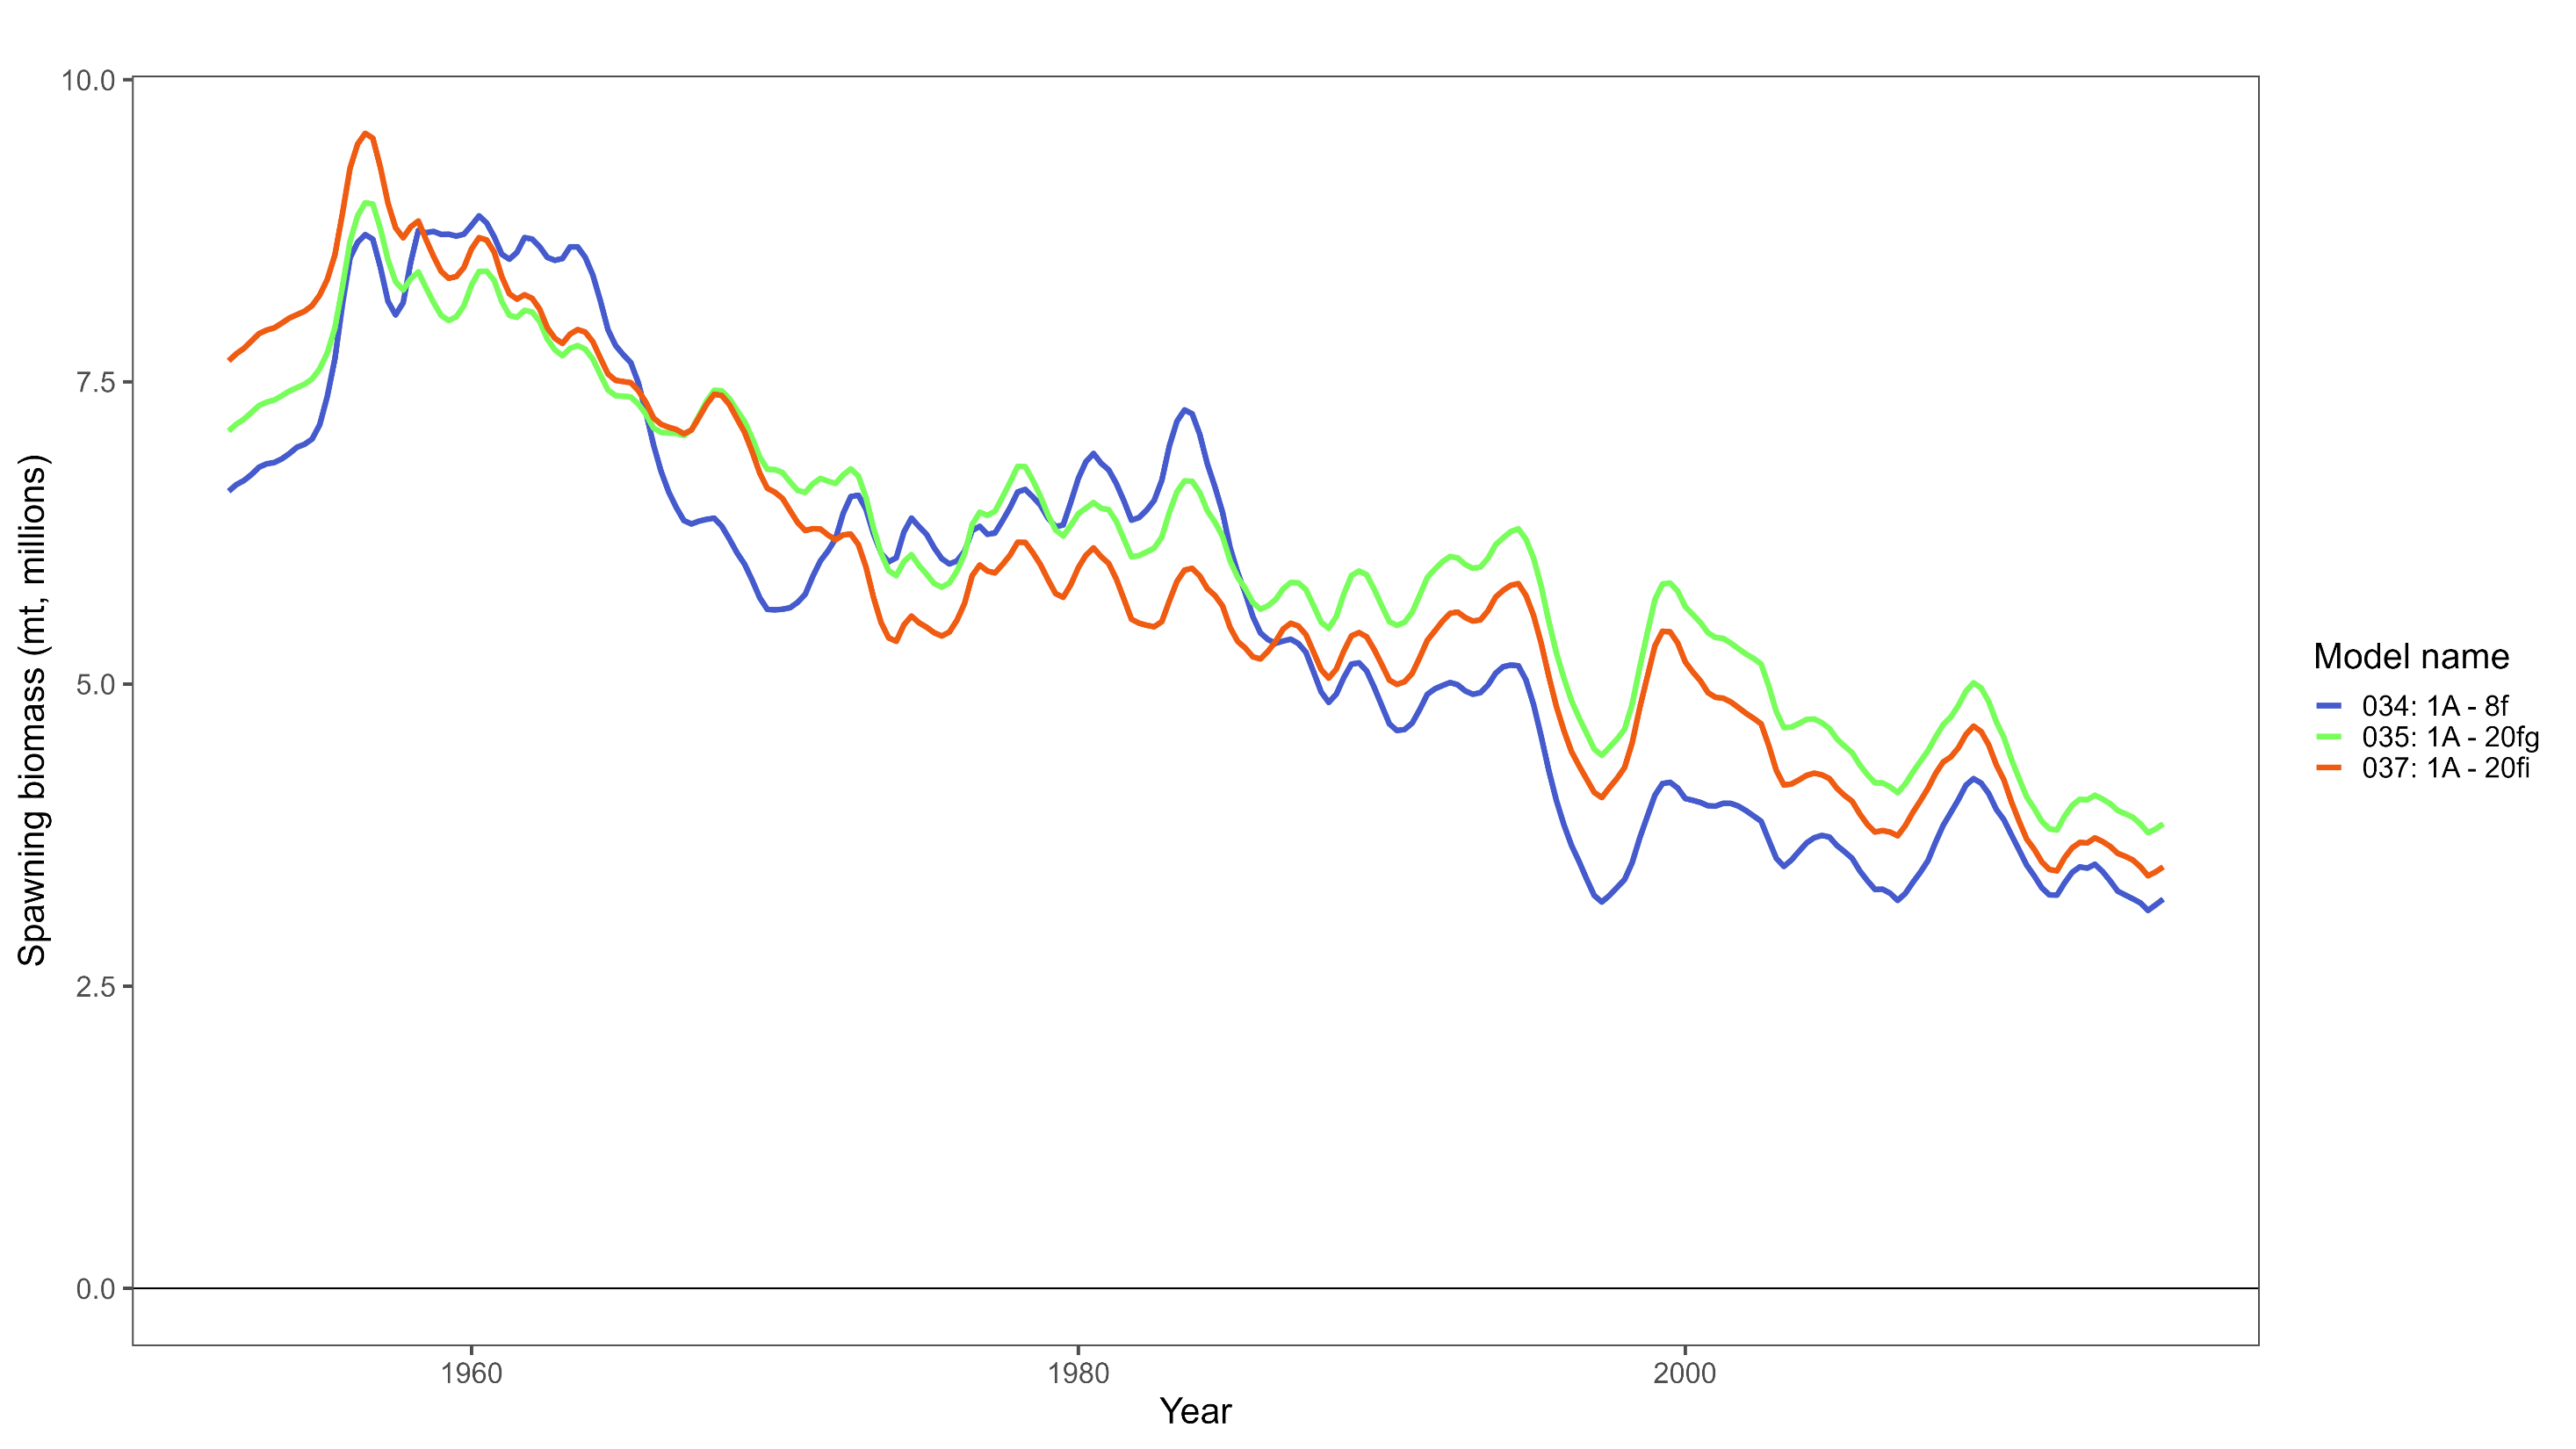 10.0
7.5
5.0
2.5
0.0
Spawning biomass (mt, millions)
1960
1980
2000
Year
Model name
034: 1A - 8f
035: 1A - 20fg
037: 1A - 20fi